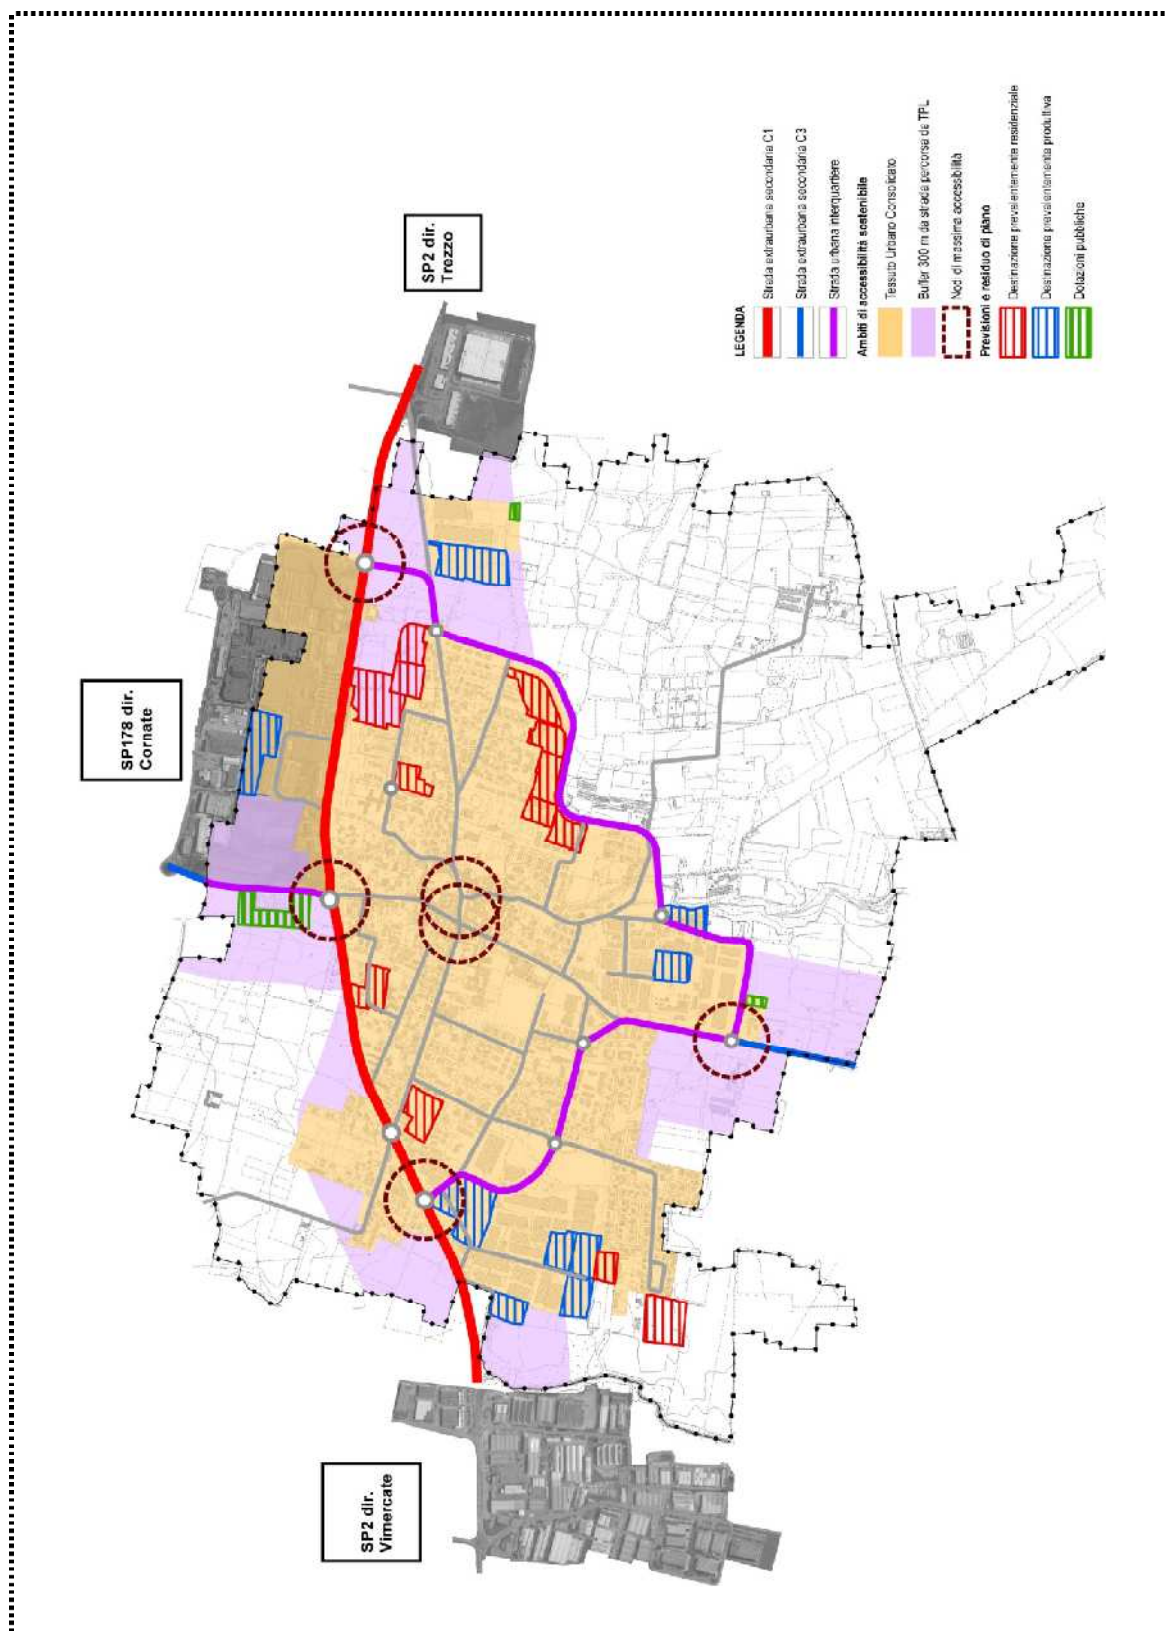 SP2 dir.
Vimercate
SP178 dir.
Cornate
SP2 dir.
Trezzo
LEGENDA
Strada extraurbana secondaria C1
Strada extraurbana secondaria C3
Strada urbana interquartiere
Ambiti di accessibilità sostenibile
Tessuto Urbano Consolidato
Buffer 300 m da strada percorsa da TPL
Nodi di massima accessibilità
Previsioni e residuo di piano
Destinazione prevalentemente residenziale
Destinazione prevalentemente produttiva
Dotazioni pubbliche